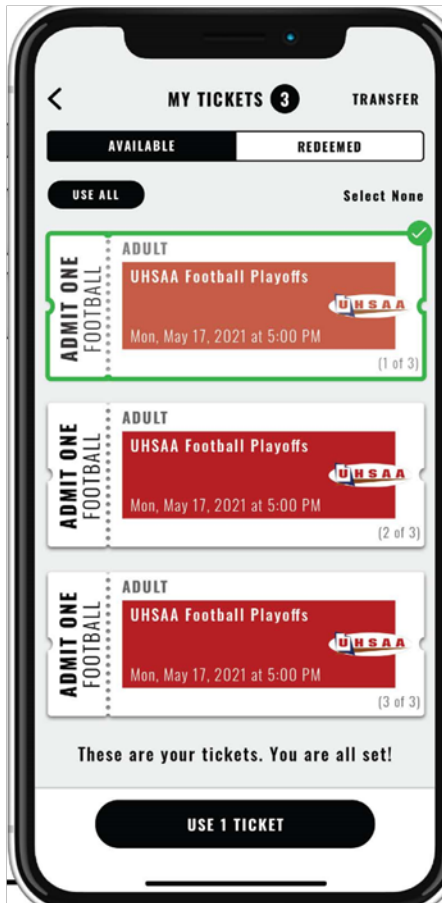 MY TICKETS 3 TRANSFER
AVAILABLE REDEEMED
USE ALL Select None
ADMIT ONE
FOOTBALL
ADULT
UHSAA Football Playoffs
UHSAA
Mon, May 17, 2021 at 5:00 PM
(1 of 3)
ADMIT ONE
FOOTBALL
ADULT
UHSAA Football Playoffs
UHSAA
Mon, May 17, 2021 at 5:00 PM
(2 of 3)
ADMIT ONE
FOOTBALL
ADULT
UHSAA Football Playoffs
UHSAA
Mon, May 17, 2021 at 5:00 PM
(3 of 3)
These are your tickets. You are all set!
USE 1 TICKET